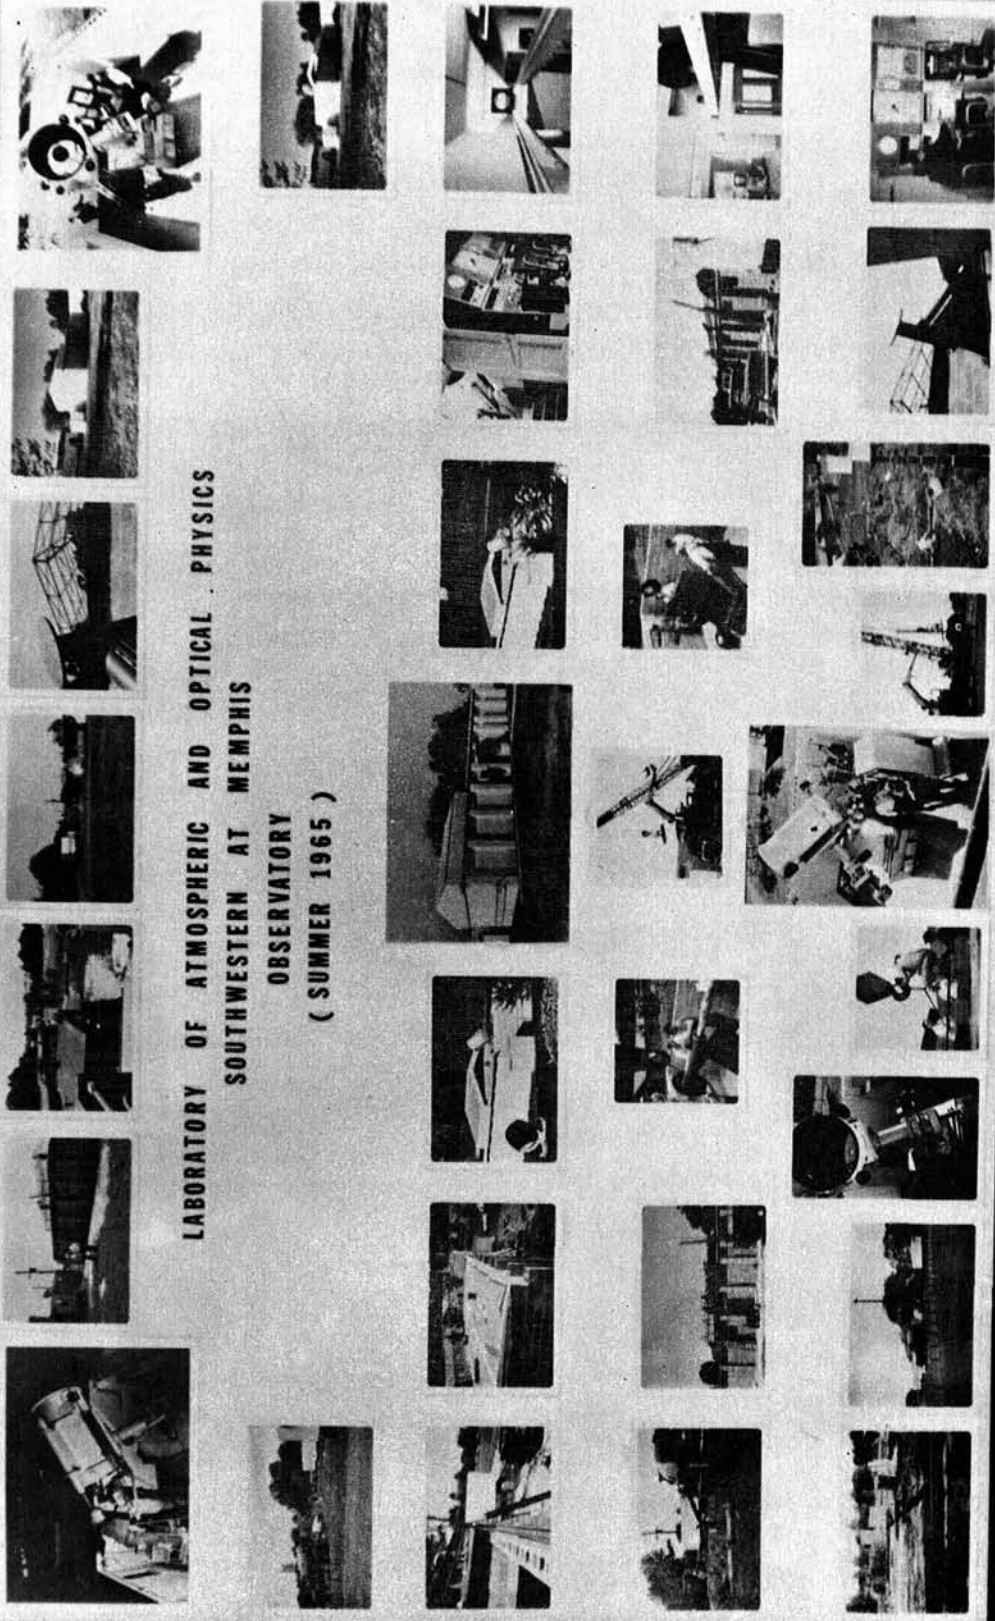 LABORATORY OF ATMOSPHERIC AND OPTICAL PHYSICS
SOUTHWESTERN AT MEMPHIS
OBSERVATORY
( SUMMER 1965 )